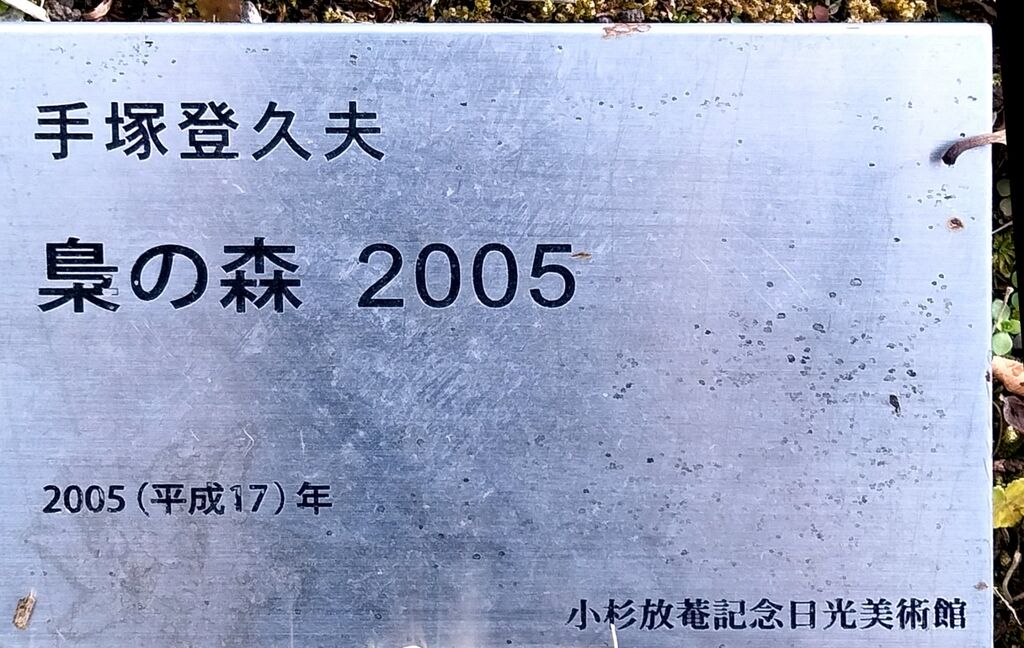 手塚登久夫
梟の森 2005
2005(平成17)年
小杉放菴記念日光美術館